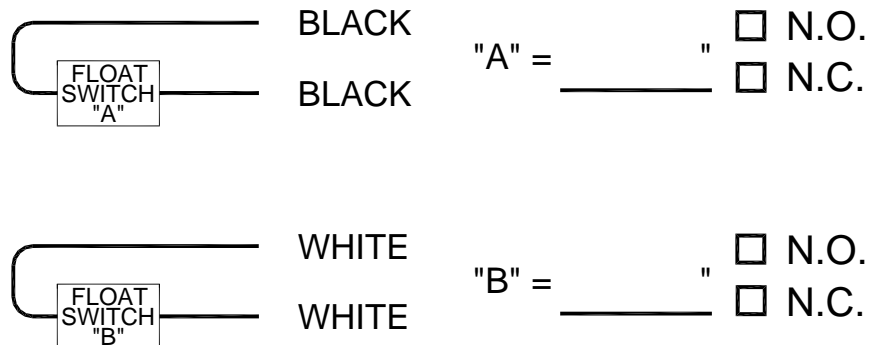 BLACK
FLOAT
SWITCH
"A"
BLACK
"A" = "
N.O.
N.C.
WHITE
FLOAT
SWITCH
"B"
WHITE
"B" = "
N.O.
N.C.